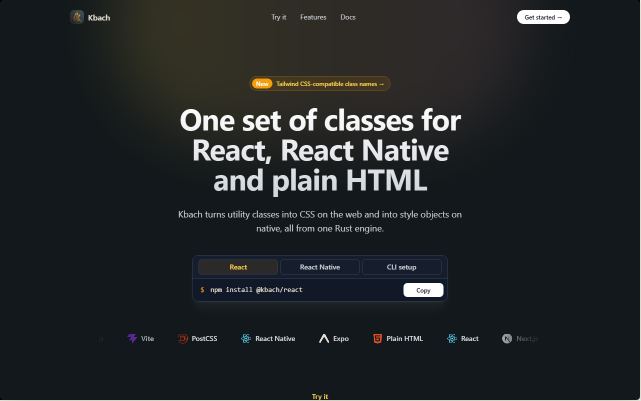 Kbach
Try it
Features
Docs
Get started →
New
Tailwind CSS-compatible class names →
One set of classes for
React, React Native
and plain HTML
Kbach turns utility classes into CSS on the web and into style objects on
native, all from one Rust engine.
React
React Native
CLI setup
$ npm install @kbach/react
Copy
Vite
PostCSS
React Native
Expo
Plain HTML
React
Next.js
Try it